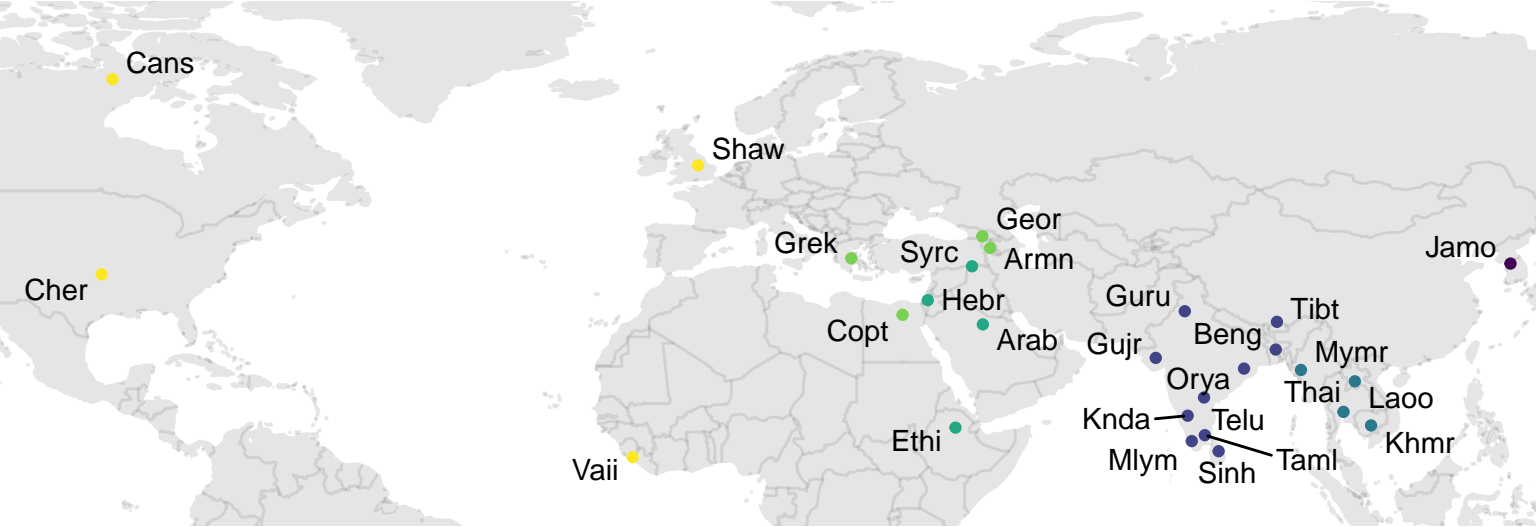 Cans
Shaw
Geor
Grek
Syrc
Jamo
Armn
Cher
Hebr
Guru
Tibt
Copt
Beng
Arab
Gujr
Mymr
Orya
Thai
Laoo
Knda
Telu
Ethi
Khmr
Mlym
Taml
Vaii
Sinh